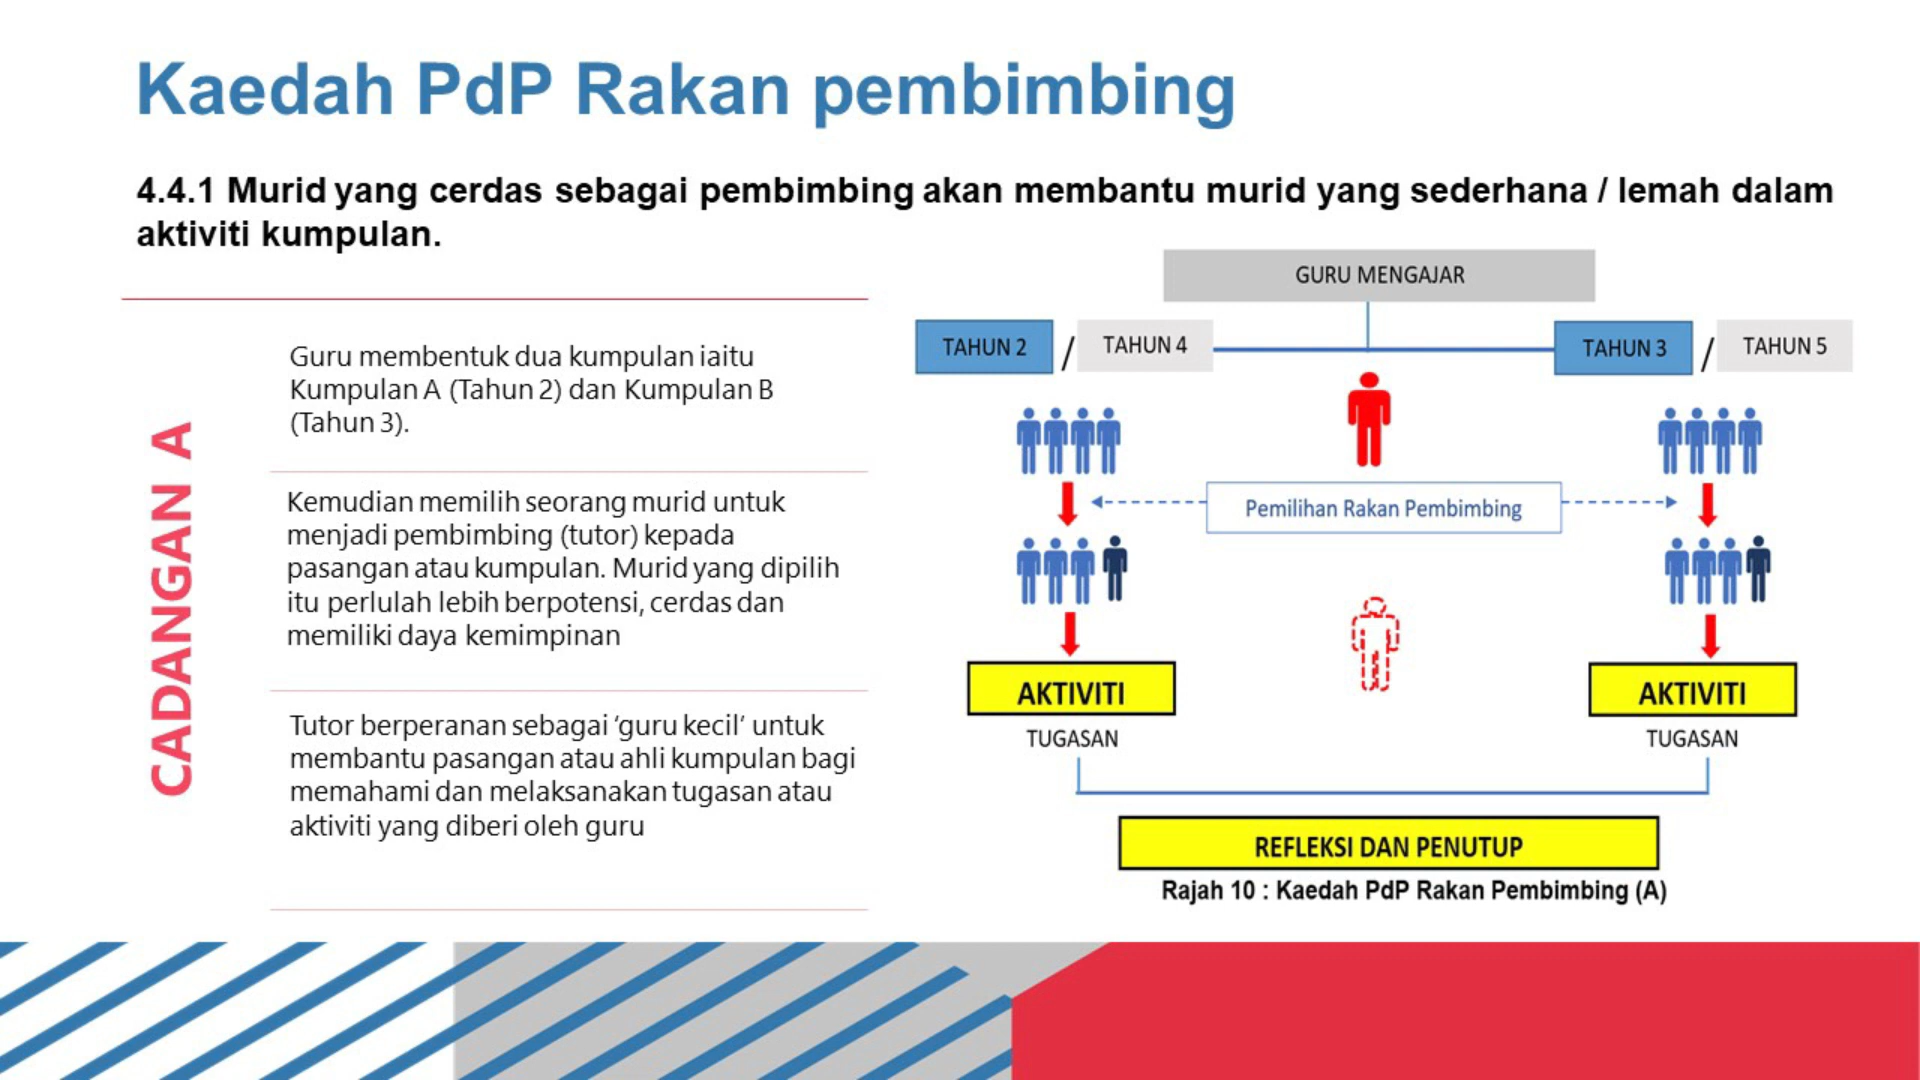 Kaedah PdP Rakan pembimbing
4.4.1 Murid yang cerdas sebagai pembimbing akan membantu murid yang sederhana / lemah dalam
aktiviti kumpulan.
CADANGAN A
Guru membentuk dua kumpulan iaitu
Kumpulan A (Tahun 2) dan Kumpulan B
(Tahun 3).
Kemudian memilih seorang murid untuk
menjadi pembimbing (tutor) kepada
pasangan atau kumpulan. Murid yang dipilih
itu perlulah lebih berpotensi, cerdas dan
memiliki daya kemimpinan
Tutor berperanan sebagai ‘guru kecil’ untuk
membantu pasangan atau ahli kumpulan bagi
memahami dan melaksanakan tugasan atau
aktiviti yang diberi oleh guru
GURU MENGAJAR
TAHUN 2 / TAHUN 4
TAHUN 3 / TAHUN 5
Pemilihan Rakan Pembimbing
AKTIVITI
AKTIVITI
TUGASAN
TUGASAN
REFLEKSI DAN PENUTUP
Rajah 10 : Kaedah PdP Rakan Pembimbing (A)